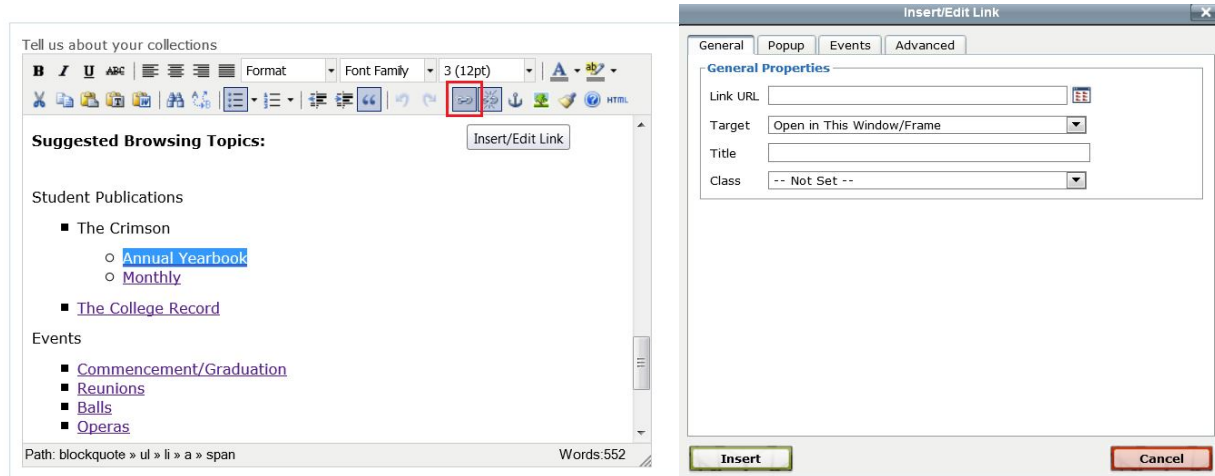 Tell us about your collections
B I U ABC Format Font Family 3 (12pt) A ab
HTML
Insert/Edit Link
Suggested Browsing Topics:
Student Publications
The Crimson
Annual Yearbook
Monthly
The College Record
Events
Commencement/Graduation
Reunions
Balls
Operas
Path: blockquote » ul » li » a » span Words:552
Insert/Edit Link
General Popup Events Advanced
General Properties
Link URL
Target Open in This Window/Frame
Title
Class -- Not Set --
Insert Cancel